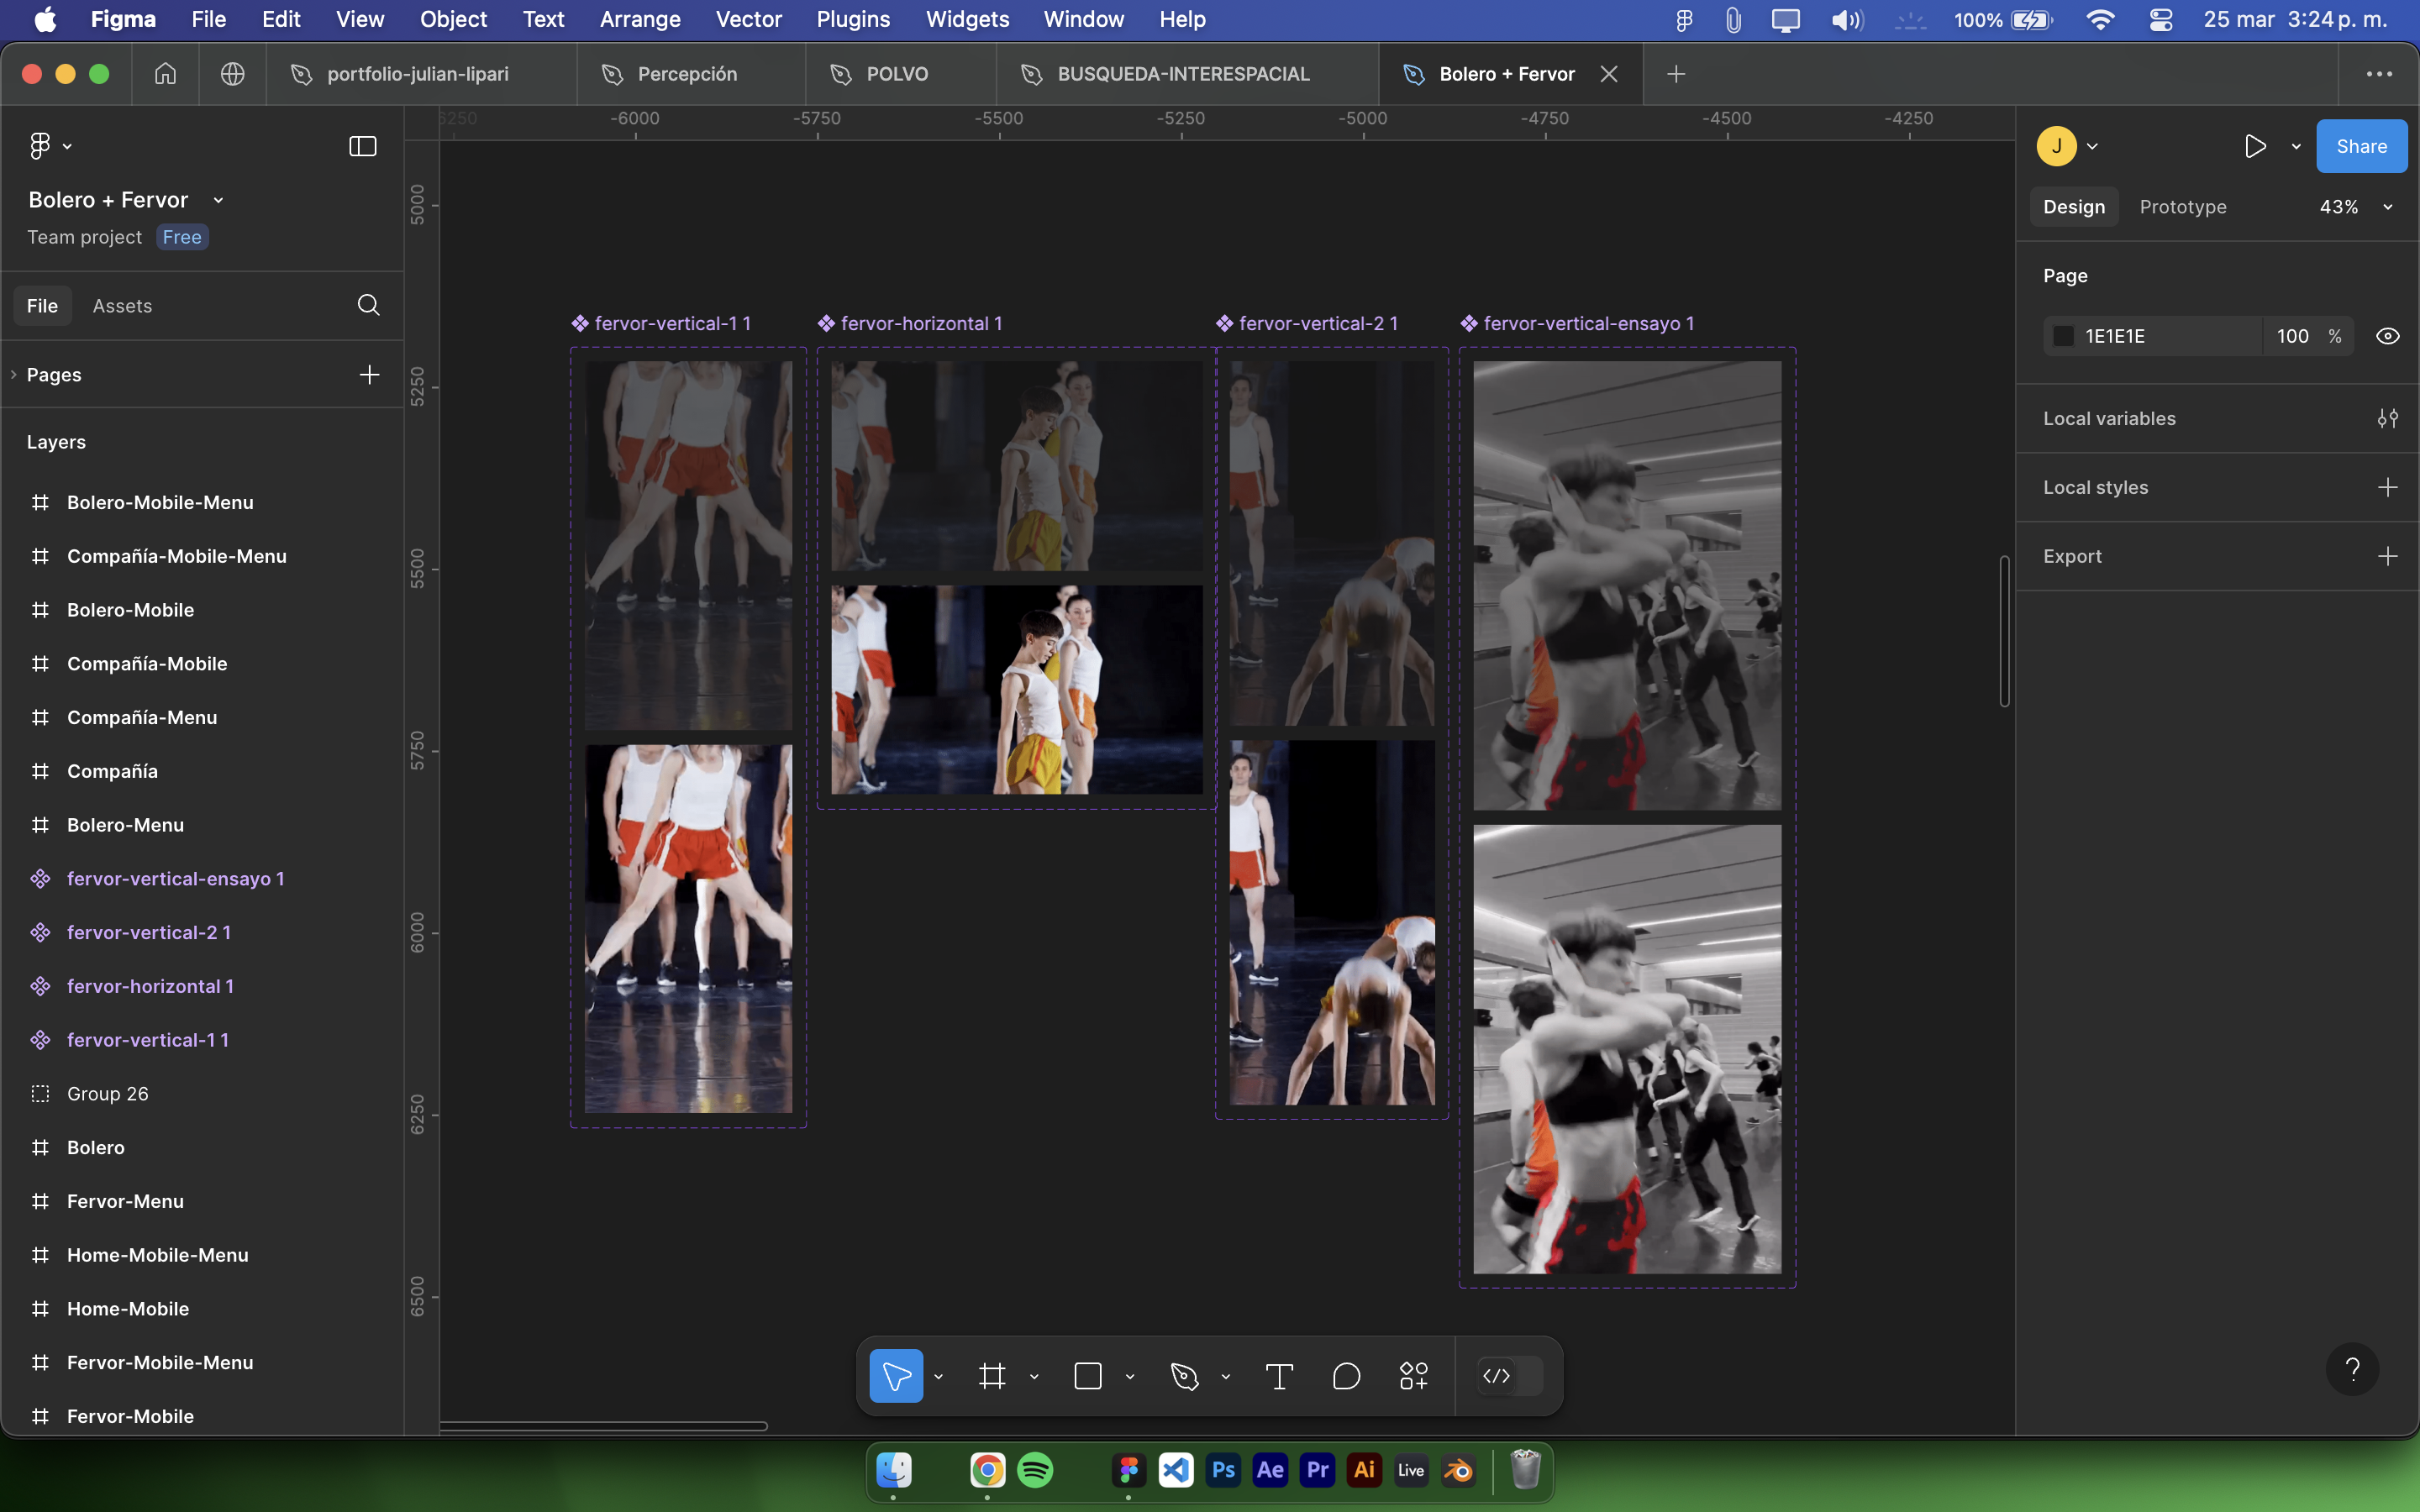 Figma File Edit View Object Text Arrange Vector Plugins Widgets Window Help 100% 25 mar 3:24 p. m.
portfolio-julian-lipari Percepción POLVO BUSQUEDA-INTERESPACIAL Bolero + Fervor
-6000 -5750 -5500 -5250 -5000 -4750 -4500 -4250
J Share
Bolero + Fervor
Team project Free
Design Prototype 43%
File Assets
Page
1E1E1E 100 %
Pages
Layers
Local variables
Local styles
Export
Bolero-Mobile-Menu
Compañía-Mobile-Menu
Bolero-Mobile
Compañía-Mobile
Compañía-Menu
Compañía
Bolero-Menu
fervor-vertical-ensayo 1
fervor-vertical-2 1
fervor-horizontal 1
fervor-vertical-1 1
Group 26
Bolero
Fervor-Menu
Home-Mobile-Menu
Home-Mobile
Fervor-Mobile-Menu
Fervor-Mobile
5000
5250
5500
5750
6000
6250
6500
fervor-vertical-1 1 fervor-horizontal 1 fervor-vertical-2 1 fervor-vertical-ensayo 1
?
Ps Ae Pr Ai Live